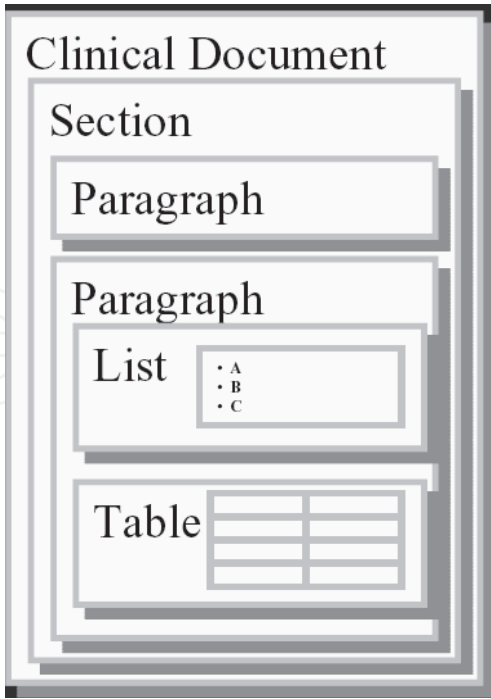 Clinical Document
Section
Paragraph
Paragraph
List
• A
• B
• C
Table